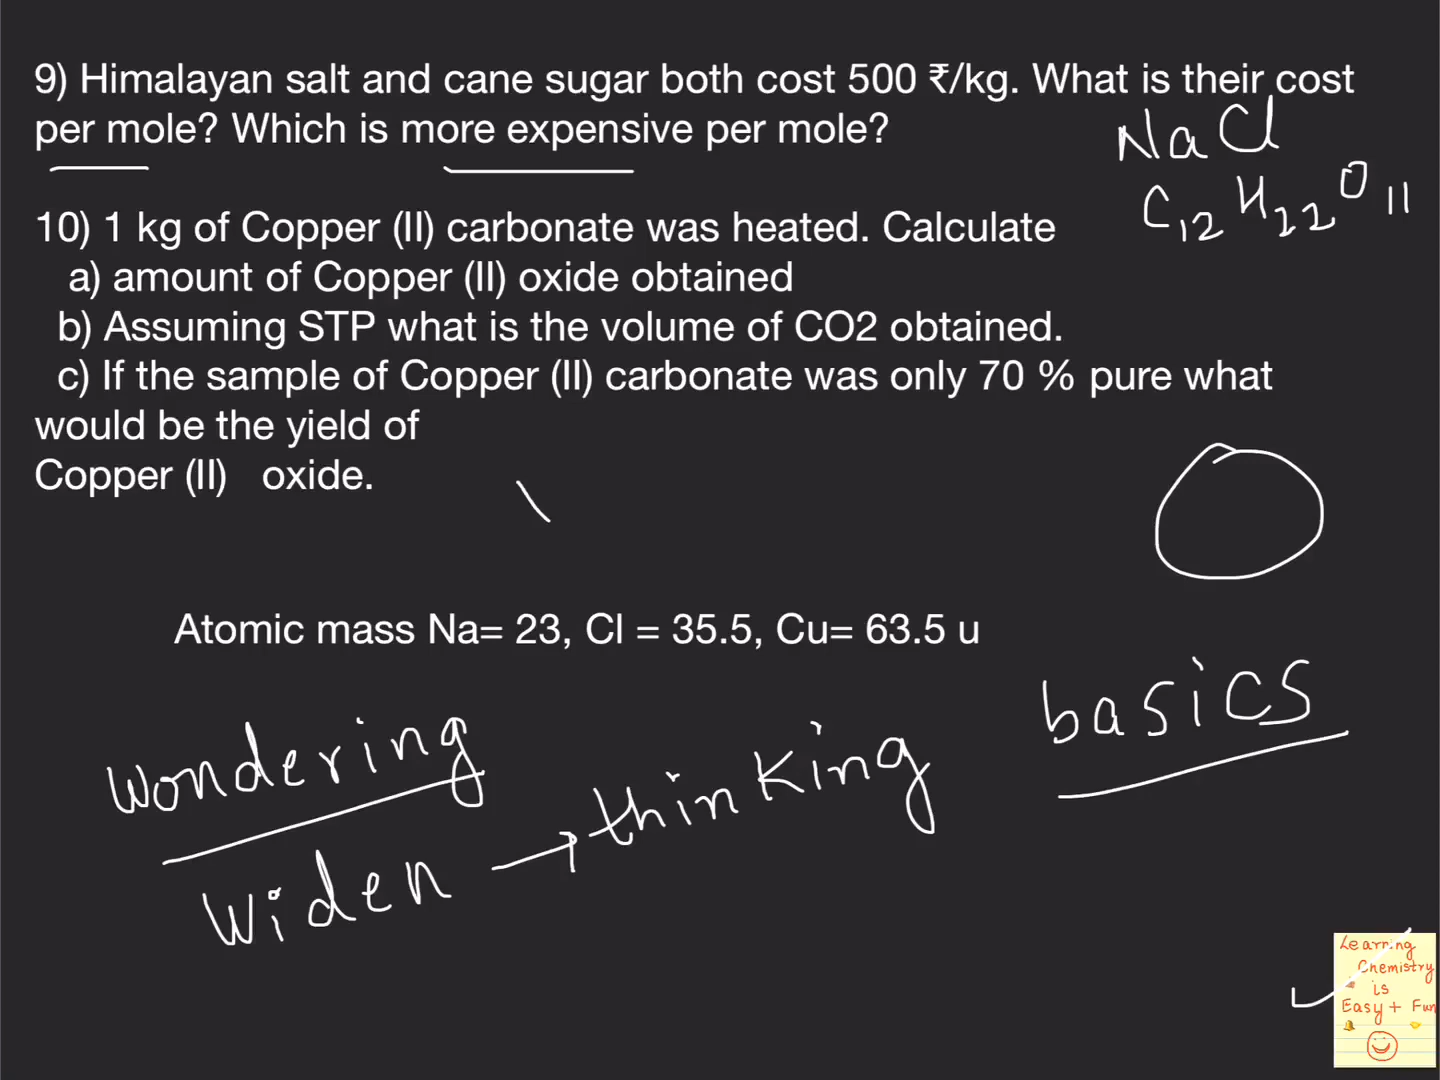 9) Himalayan salt and cane sugar both cost 500 ₹/kg. What is their cost
per mole? Which is more expensive per mole?
NaCl
C12H22O11
10) 1 kg of Copper (II) carbonate was heated. Calculate
a) amount of Copper (II) oxide obtained
b) Assuming STP what is the volume of CO2 obtained.
c) If the sample of Copper (II) carbonate was only 70 % pure what
would be the yield of
Copper (II) oxide.
Atomic mass Na= 23, Cl = 35.5, Cu= 63.5 u
basics
wondering
widen → thinking
Learning
Chemistry
is
Easy + Fun